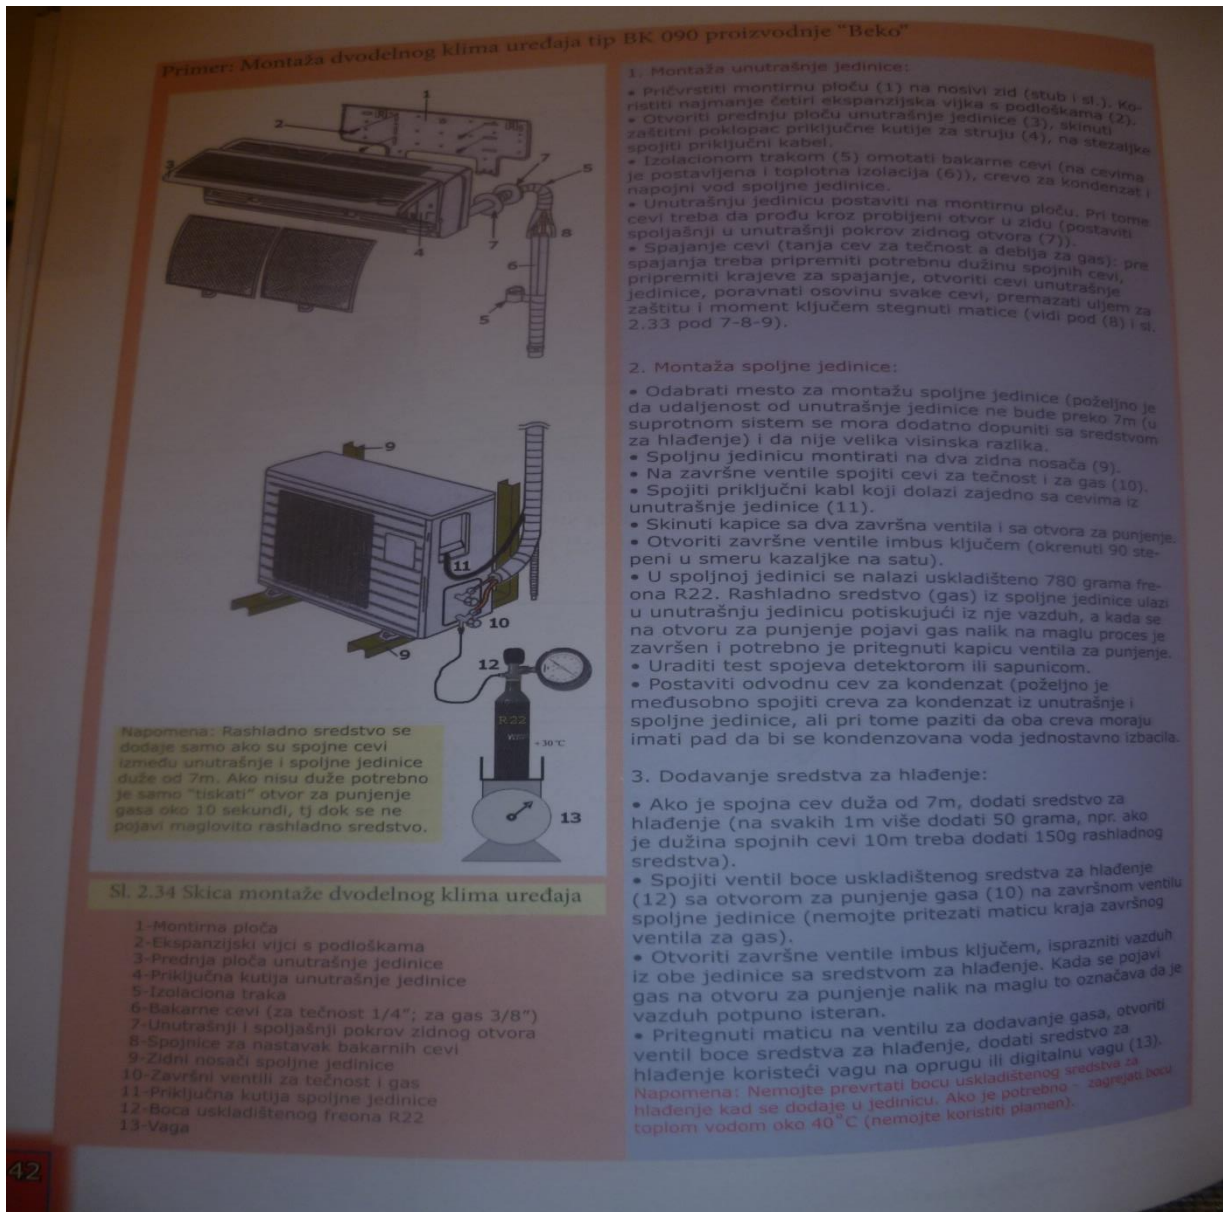 Primer: Montaža dvodelnog klima uređaja tip BK 090 proizvodnje "Beko"
1
2
3
7
5
4
7
8
6
5
9
11
10
9
12
R 22
- 30°C
13
Napomena: Rashladno sredstvo se
dodaje samo ako su spojne cevi
između unutrašnje i spoljne jedinice
duže od 7m. Ako nisu duže potrebno
je samo "tiskati" otvor za punjenje
gasa oko 10 sekundi, tj dok se ne
pojavi maglovito rashladno sredstvo.
Sl. 2.34 Skica montaže dvodelnog klima uređaja
1-Montirna ploča
2-Ekspanzijski vijci s podloškama
3-Prednja ploča unutrašnje jedinice
4-Priključna kutija unutrašnje jedinice
5-Izolaciona traka
6-Bakarne cevi (za tečnost 1/4"; za gas 3/8")
7-Unutrašnji i spoljašnji pokrov zidnog otvora
8-Spojnice za nastavak bakarnih cevi
9-Zidni nosači spoljne jedinice
10-Završni ventili za tečnost i gas
11-Priključna kutija spoljne jedinice
12-Boca uskladištenog freona R22
13-Vaga
1. Montaža unutrašnje jedinice:
• Pričvrstiti montirnu ploču (1) na nosivi zid (stub i sl.). Ko-
ristiti najmanje četiri ekspanzijska vijka s podloškama (2).
• Otvoriti prednju ploču unutrašnje jedinice (3), skinuti
zaštitni poklopac priključne kutije za struju (4), na stezaljke
spojiti priključni kabel.
• Izolacionom trakom (5) omotati bakarne cevi (na cevima
je postavljena i toplotna izolacija (6)), crevo za kondenzat i
napojni vod spoljne jedinice.
• Unutrašnju jedinicu postaviti na montirnu ploču. Pri tome
cevi treba da prođu kroz probijeni otvor u zidu (postaviti
spoljašnji u unutrašnji pokrov zidnog otvora (7)).
• Spajanje cevi (tanja cev za tečnost a deblja za gas): pre
spajanja treba pripremiti potrebnu dužinu spojnih cevi,
pripremiti krajeve za spajanje, otvoriti cevi unutrašnje
jedinice, poravnati osovinu svake cevi, premazati uljem za
zaštitu i moment ključem stegnuti matice (vidi pod (8) i sl.
2.33 pod 7-8-9).
2. Montaža spoljne jedinice:
• Odabrati mesto za montažu spoljne jedinice (poželjno je
da udaljenost od unutrašnje jedinice ne bude preko 7m (u
suprotnom sistem se mora dodatno dopuniti sa sredstvom
za hlađenje) i da nije velika visinska razlika.
• Spoljnu jedinicu montirati na dva zidna nosača (9).
• Na završne ventile spojiti cevi za tečnost i za gas (10).
• Spojiti priključni kabl koji dolazi zajedno sa cevima iz
unutrašnje jedinice (11).
• Skinuti kapice sa dva završna ventila i sa otvora za punjenje.
• Otvoriti završne ventile imbus ključem (okrenuti 90 ste-
peni u smeru kazaljke na satu).
• U spoljnoj jedinici se nalazi uskladišteno 780 grama fre-
ona R22. Rashladno sredstvo (gas) iz spoljne jedinice ulazi
u unutrašnju jedinicu potiskujući iz nje vazduh, a kada se
na otvoru za punjenje pojavi gas nalik na maglu proces je
završen i potrebno je pritegnuti kapicu ventila za punjenje.
• Uraditi test spojeva detektorom ili sapunicom.
• Postaviti odvodnu cev za kondenzat (poželjno je
međusobno spojiti creva za kondenzat iz unutrašnje i
spoljne jedinice, ali pri tome paziti da oba creva moraju
imati pad da bi se kondenzovana voda jednostavno izbacila.
3. Dodavanje sredstva za hlađenje:
• Ako je spojna cev duža od 7m, dodati sredstvo za
hlađenje (na svakih 1m više dodati 50 grama, npr. ako
je dužina spojnih cevi 10m treba dodati 150g rashladnog
sredstva).
• Spojiti ventil boce uskladištenog sredstva za hlađenje
(12) sa otvorom za punjenje gasa (10) na završnom ventilu
spoljne jedinice (nemojte pritezati maticu kraja završnog
ventila za gas).
• Otvoriti završne ventile imbus ključem, isprazniti vazduh
iz obe jedinice sa sredstvom za hlađenje. Kada se pojavi
gas na otvoru za punjenje nalik na maglu to označava da je
vazduh potpuno isteran.
• Pritegnuti maticu na ventilu za dodavanje gasa, otvoriti
ventil boce sredstva za hlađenje, dodati sredstvo za
hlađenje koristeći vagu na oprugu ili digitalnu vagu (13).
Napomena: Nemojte prevrtati bocu uskladištenog sredstva za
hlađenje kad se dodaje u jedinicu. Ako je potrebno - zagrejati bocu
toplom vodom oko 40°C (nemojte koristiti plamen).
42